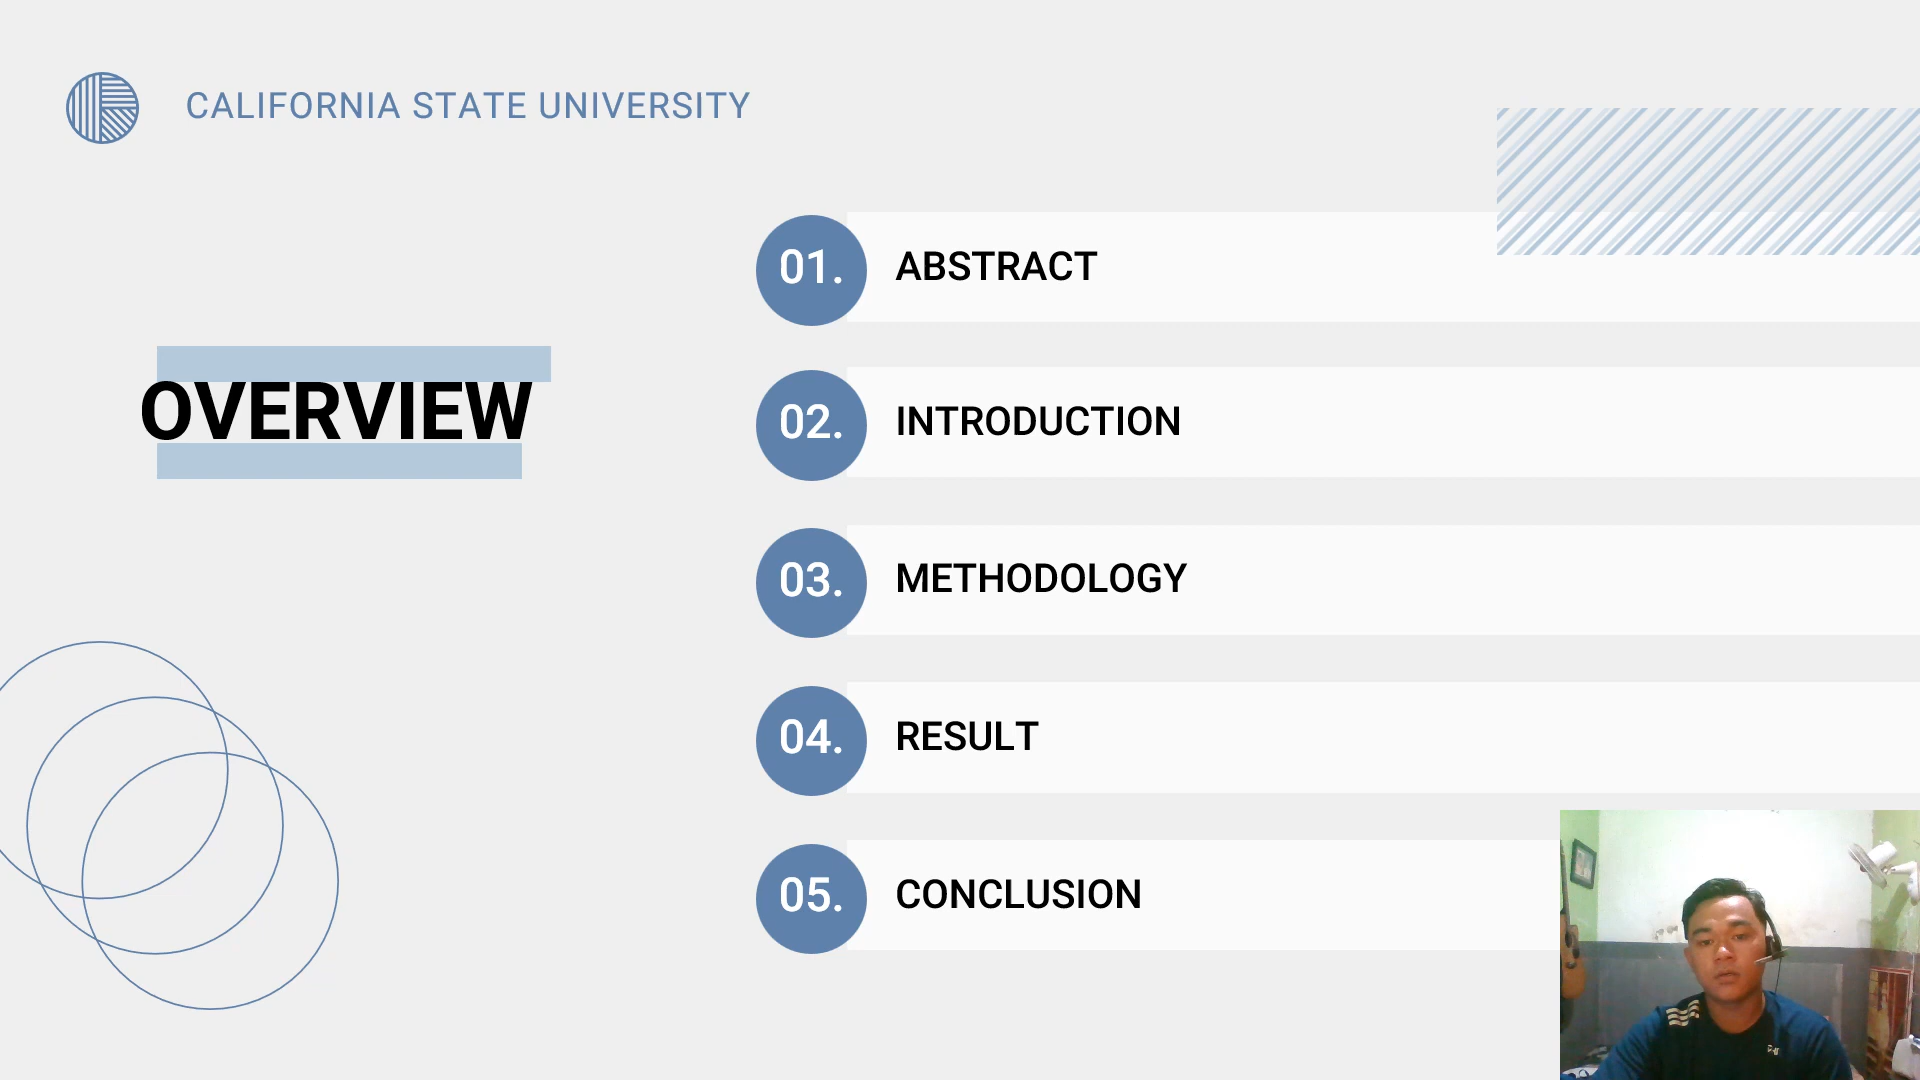 CALIFORNIA STATE UNIVERSITY
OVERVIEW
01. ABSTRACT
02. INTRODUCTION
03. METHODOLOGY
04. RESULT
05. CONCLUSION